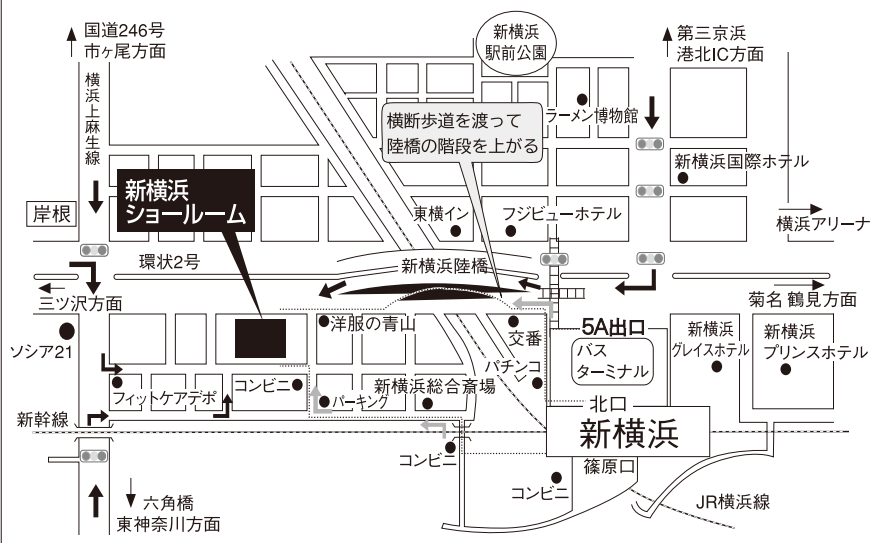 国道246号
市ヶ尾方面
横浜上麻生線
新横浜
駅前公園
第三京浜
港北IC方面
横断歩道を渡って
陸橋の階段を上がる
ラーメン博物館
新横浜国際ホテル
新横浜
ショールーム
岸根
東横イン
フジビューホテル
横浜アリーナ
環状2号
新横浜陸橋
三ツ沢方面
菊名 鶴見方面
洋服の青山
交番
5A出口
バス
ターミナル
新横浜
グレイスホテル
新横浜
プリンスホテル
ソシア21
パチンコ
フィットケアデポ
コンビニ
新横浜総合斎場
パーキング
北口
新幹線
新横浜
コンビニ
篠原口
コンビニ
JR横浜線
六角橋
東神奈川方面